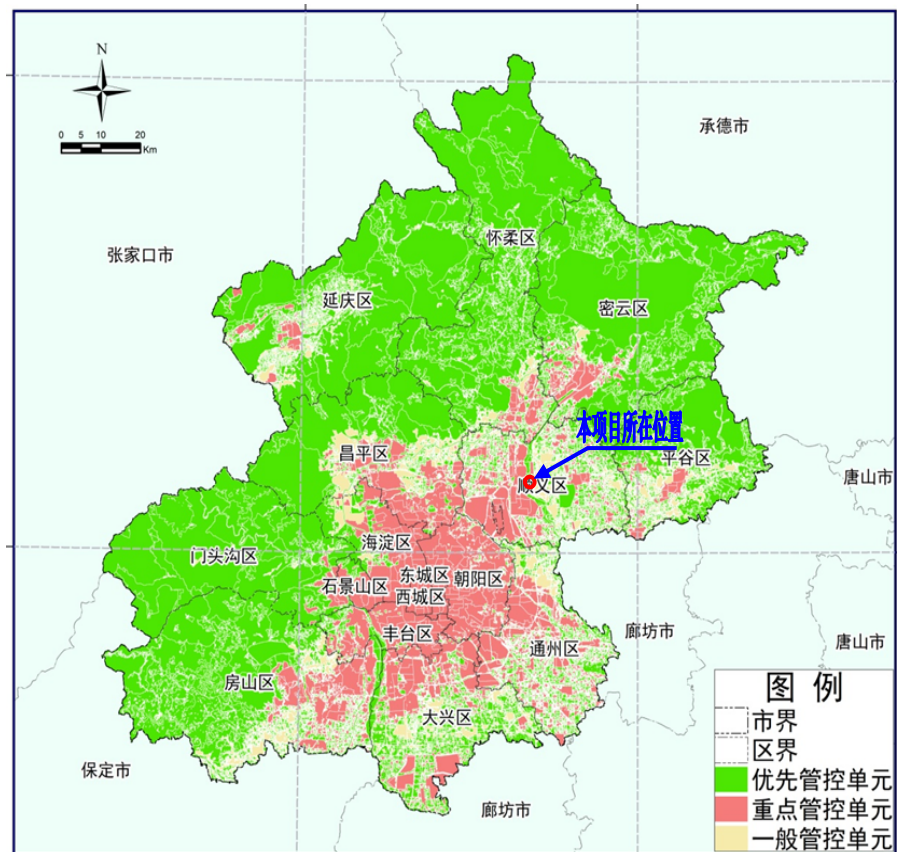 N
0 5 10 20
Km
承德市
张家口市
怀柔区
延庆区
密云区
本项目所在位置
昌平区
平谷区
唐山市
顺义区
海淀区
门头沟区
东城区
朝阳区
石景山区
西城区
丰台区
廊坊市
唐山市
通州区
房山区
大兴区
保定市
廊坊市
图 例
市界
区界
优先管控单元
重点管控单元
一般管控单元